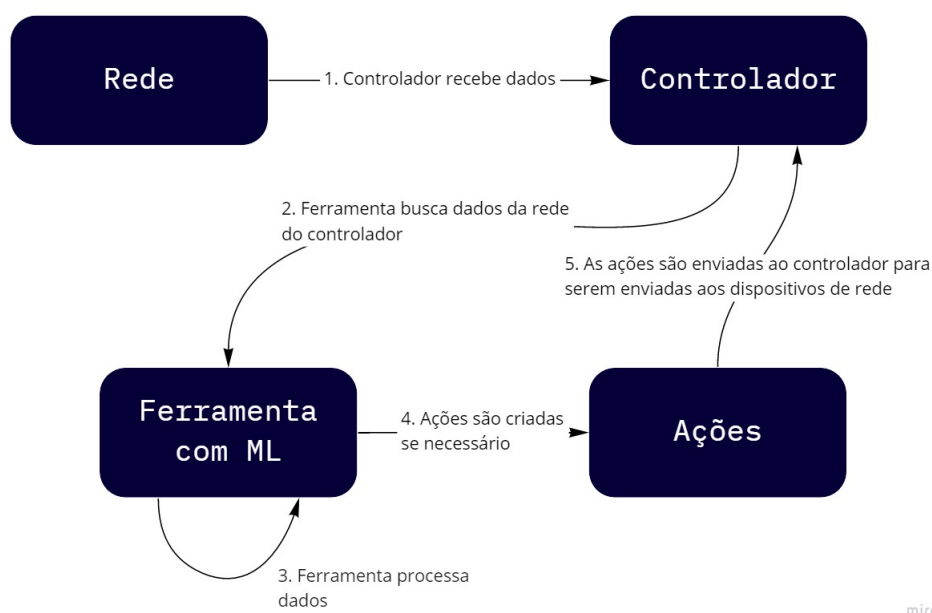 Rede
1. Controlador recebe dados
Controlador
2. Ferramenta busca dados da rede
do controlador
5. As ações são enviadas ao controlador para
serem enviadas aos dispositivos de rede
Ferramenta
com ML
4. Ações são criadas
se necessário
Ações
3. Ferramenta processa
dados